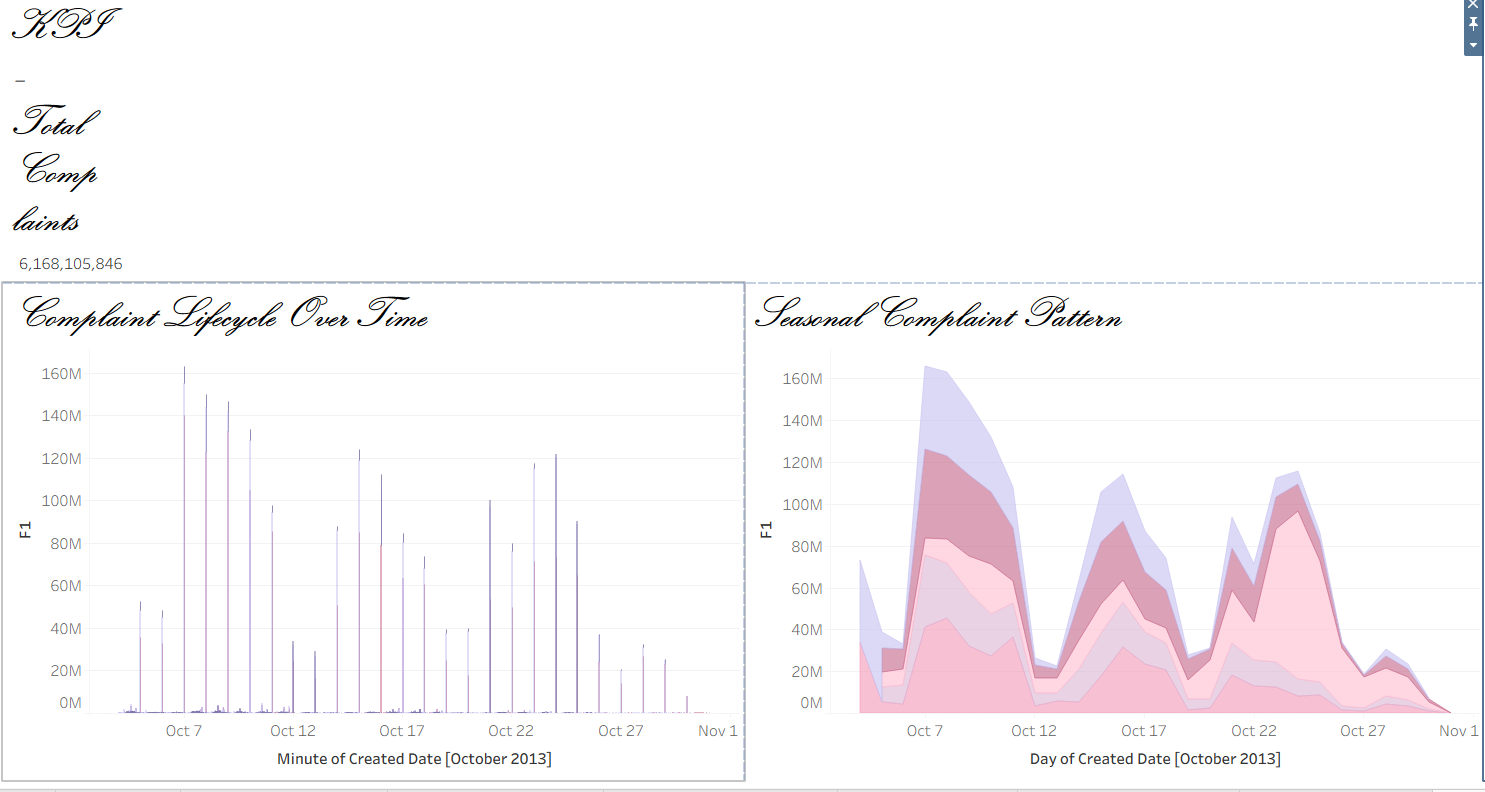 KPI
–
Total
Comp
laints
6,168,105,846
Complaint Lifecycle Over Time
160M
140M
120M
100M
80M
60M
40M
20M
0M
F1
Oct 7 Oct 12 Oct 17 Oct 22 Oct 27 Nov 1
Minute of Created Date [October 2013]
Seasonal Complaint Pattern
160M
140M
120M
100M
80M
60M
40M
20M
0M
F1
Oct 7 Oct 12 Oct 17 Oct 22 Oct 27 Nov 1
Day of Created Date [October 2013]